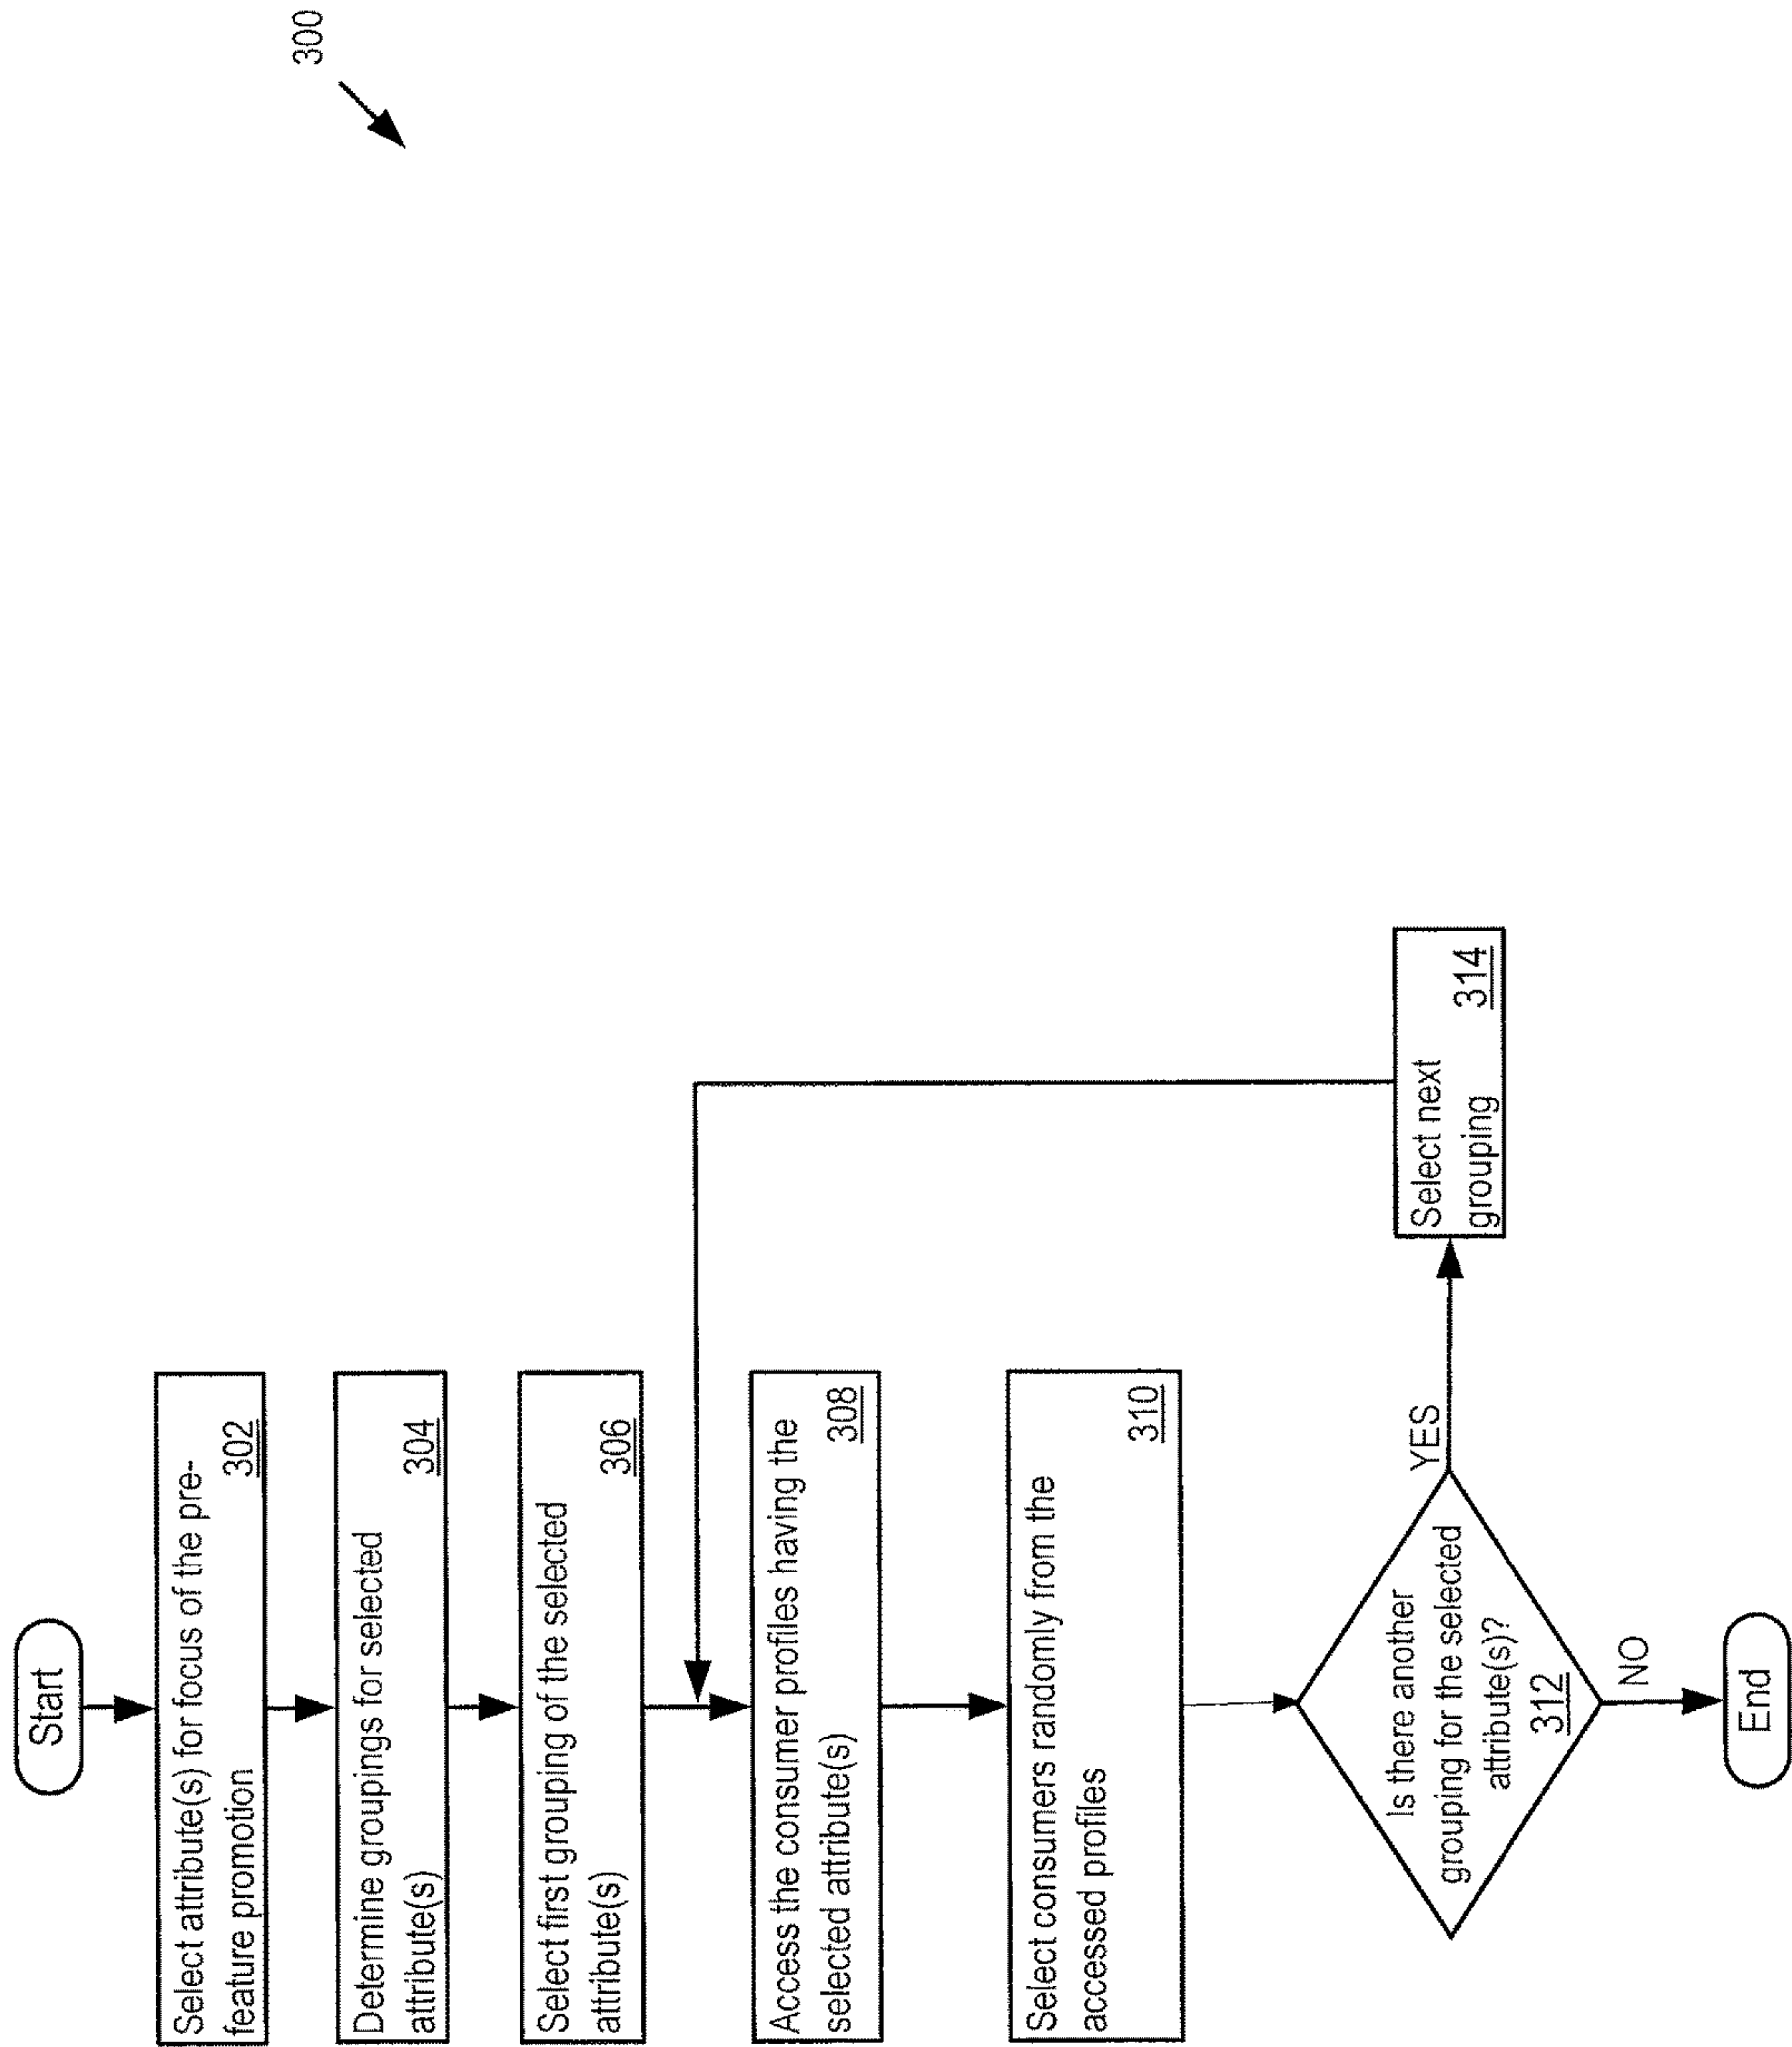 300
Start
Select attribute(s) for focus of the pre-
feature promotion
302
Determine groupings for selected
attribute(s)
304
Select first grouping of the selected
attribute(s)
306
Access the consumer profiles having the
selected attribute(s)
308
Select consumers randomly from the
accessed profiles
310
Is there another
grouping for the selected
attribute(s)?
312
YES
Select next
grouping
314
NO
End